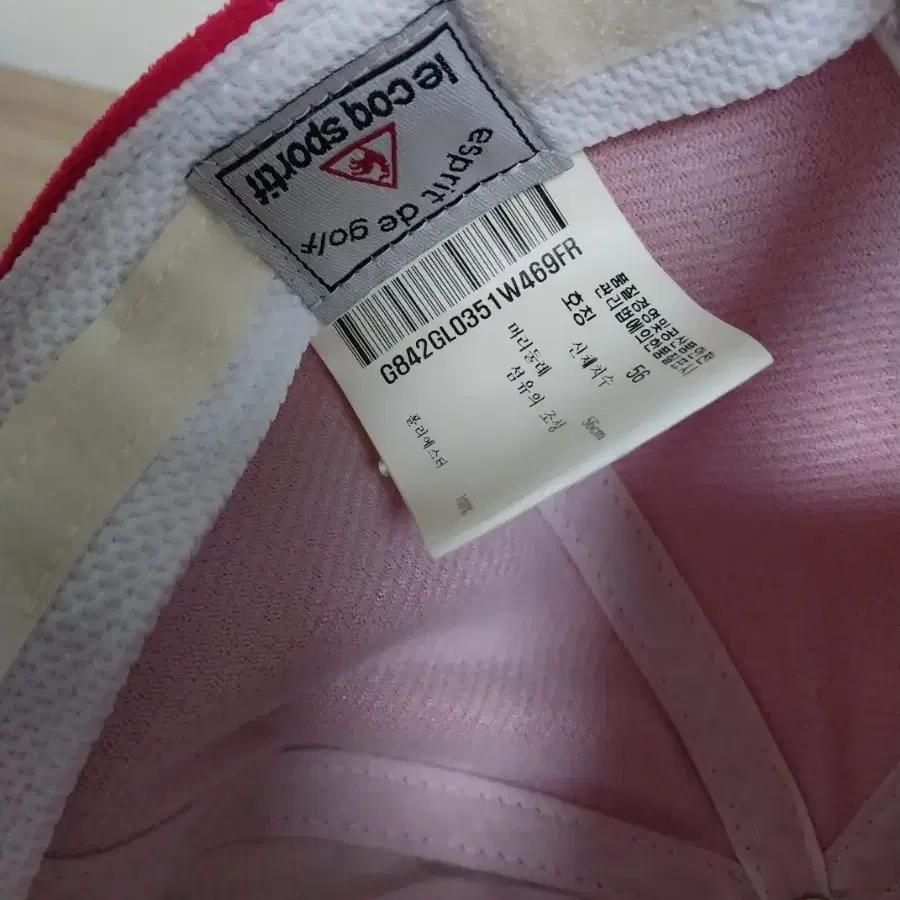 le coq sportif
esprit de golf
G842GL0351W469FR
호칭 56
신체치수
머리둘레 56cm
섬유의 조성
폴리에스터 100%